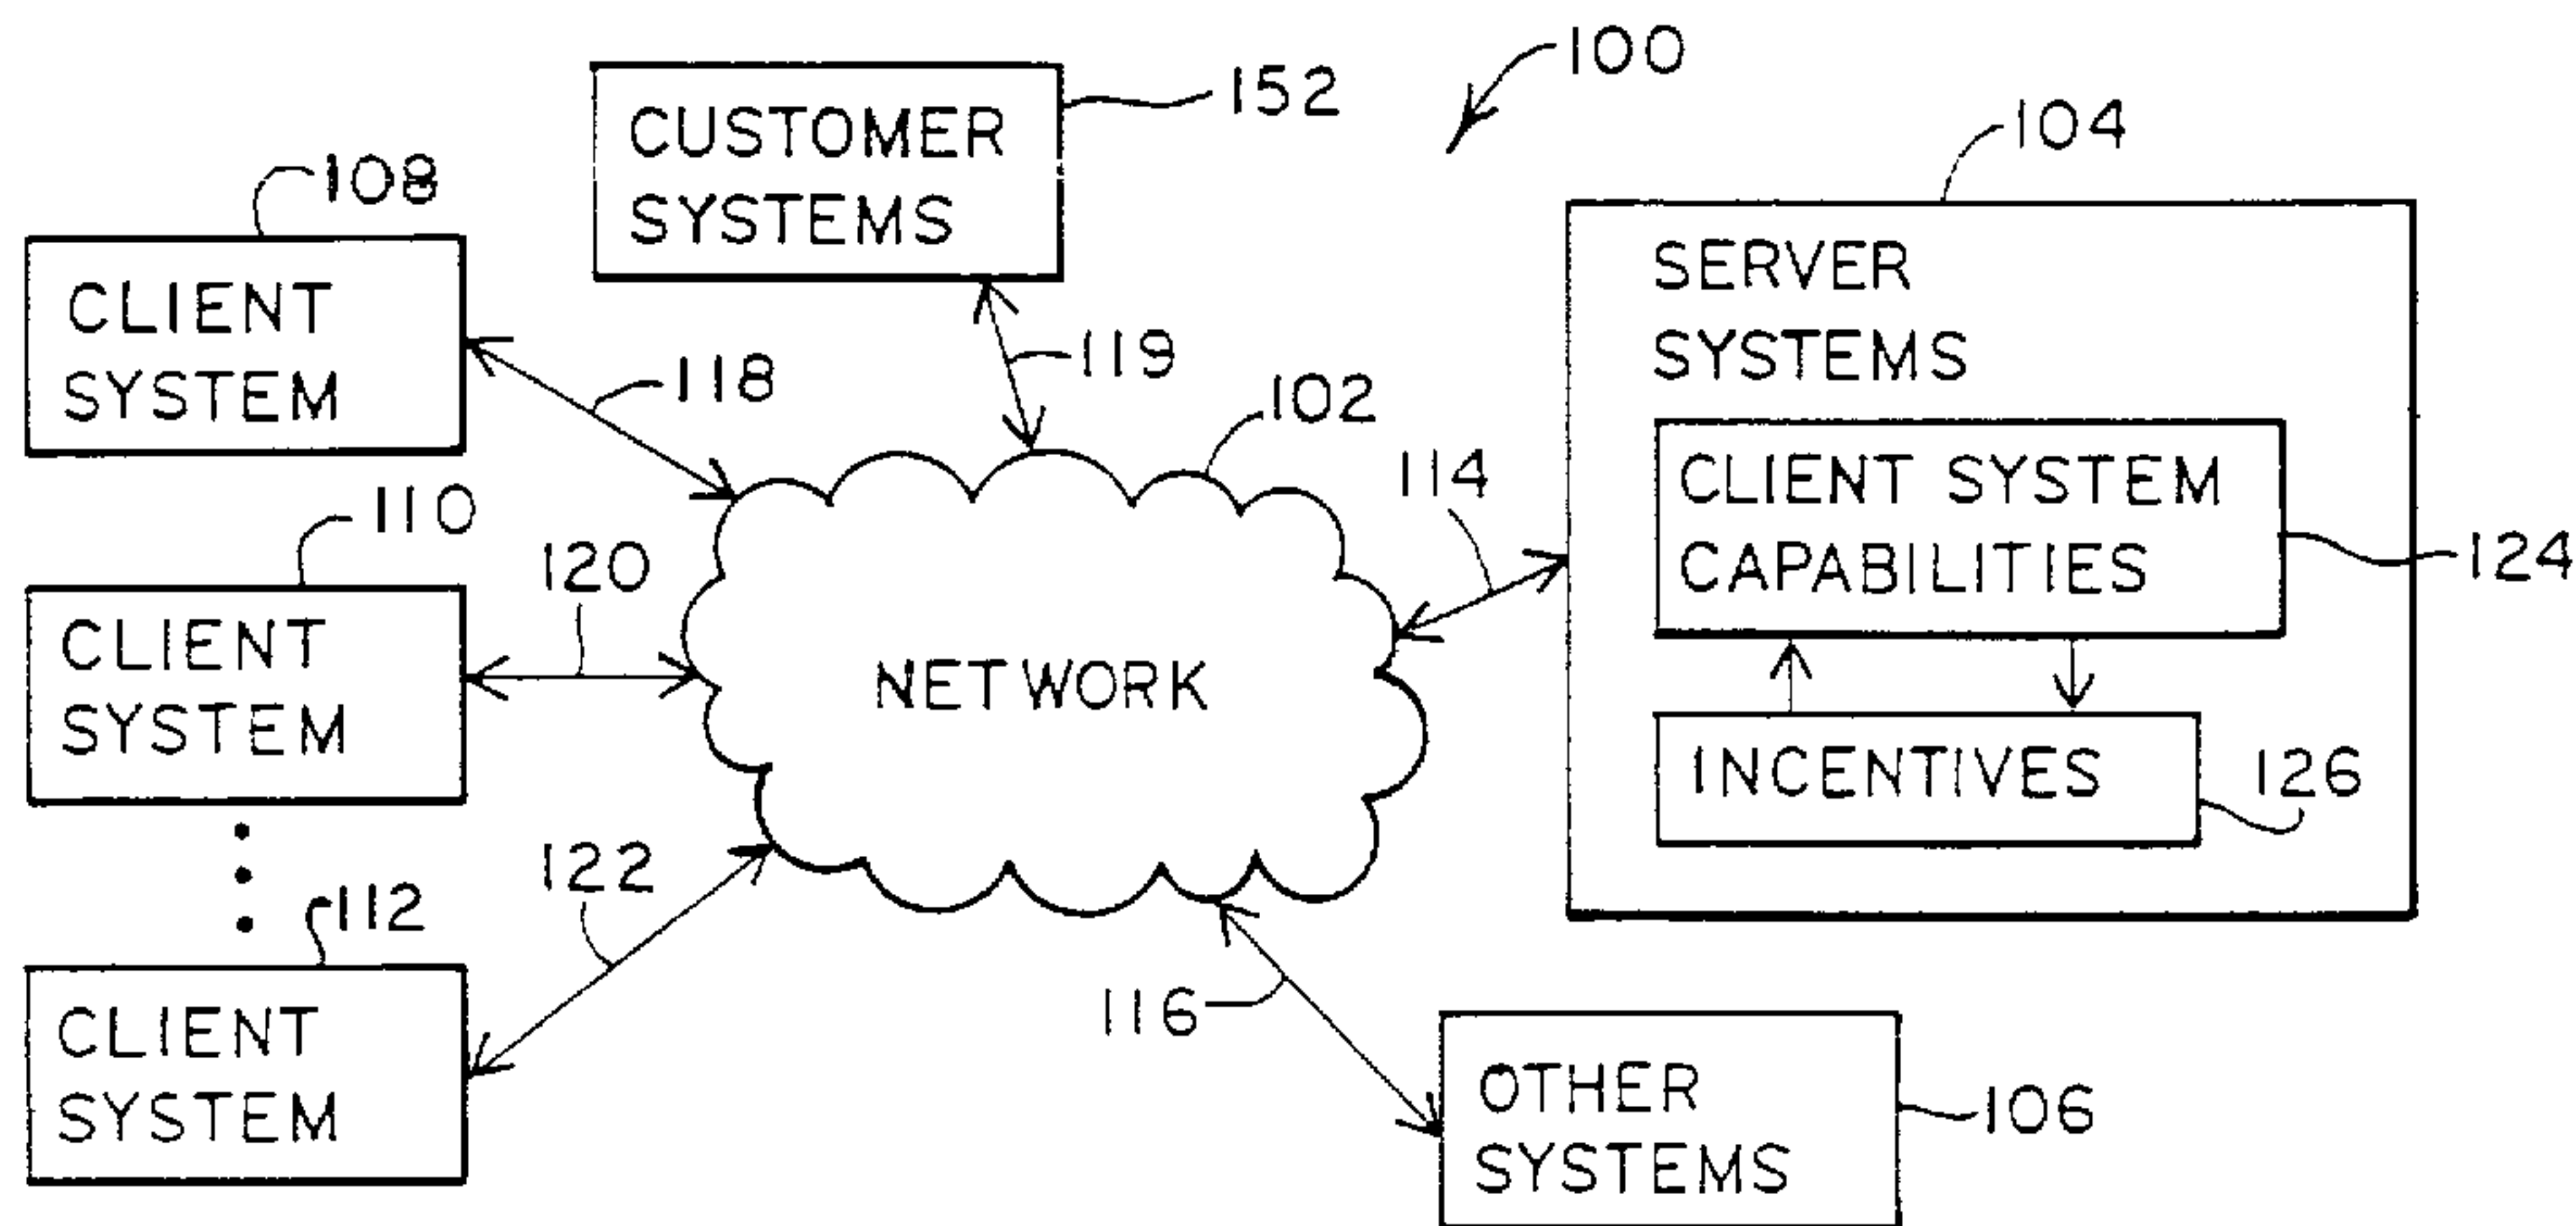 100
CUSTOMER
SYSTEMS
152
104
108
CLIENT
SYSTEM
SERVER
SYSTEMS
118
119
102
114
CLIENT SYSTEM
CAPABILITIES
124
110
120
CLIENT
SYSTEM
NETWORK
INCENTIVES
126
122
112
CLIENT
SYSTEM
116
OTHER
SYSTEMS
106